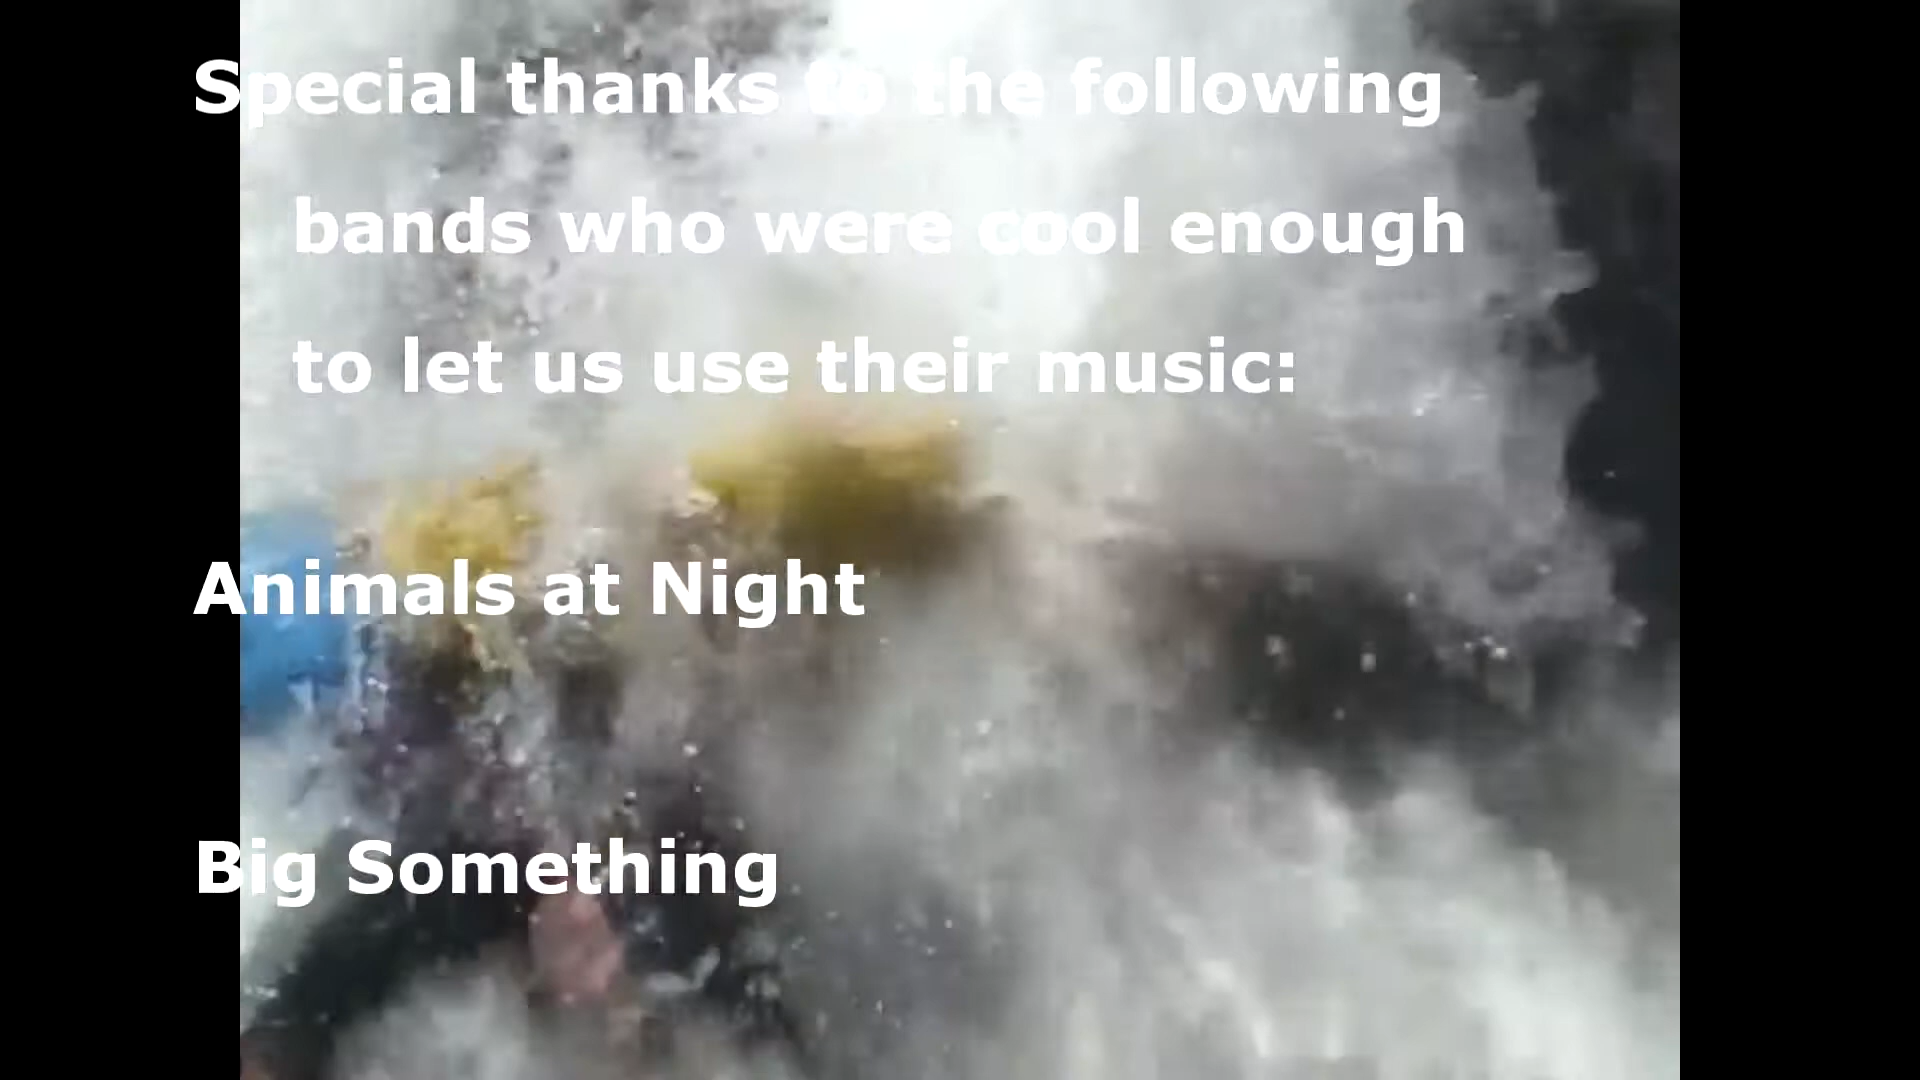 Special thanks to the following
bands who were cool enough
to let us use their music:
Animals at Night
Big Something